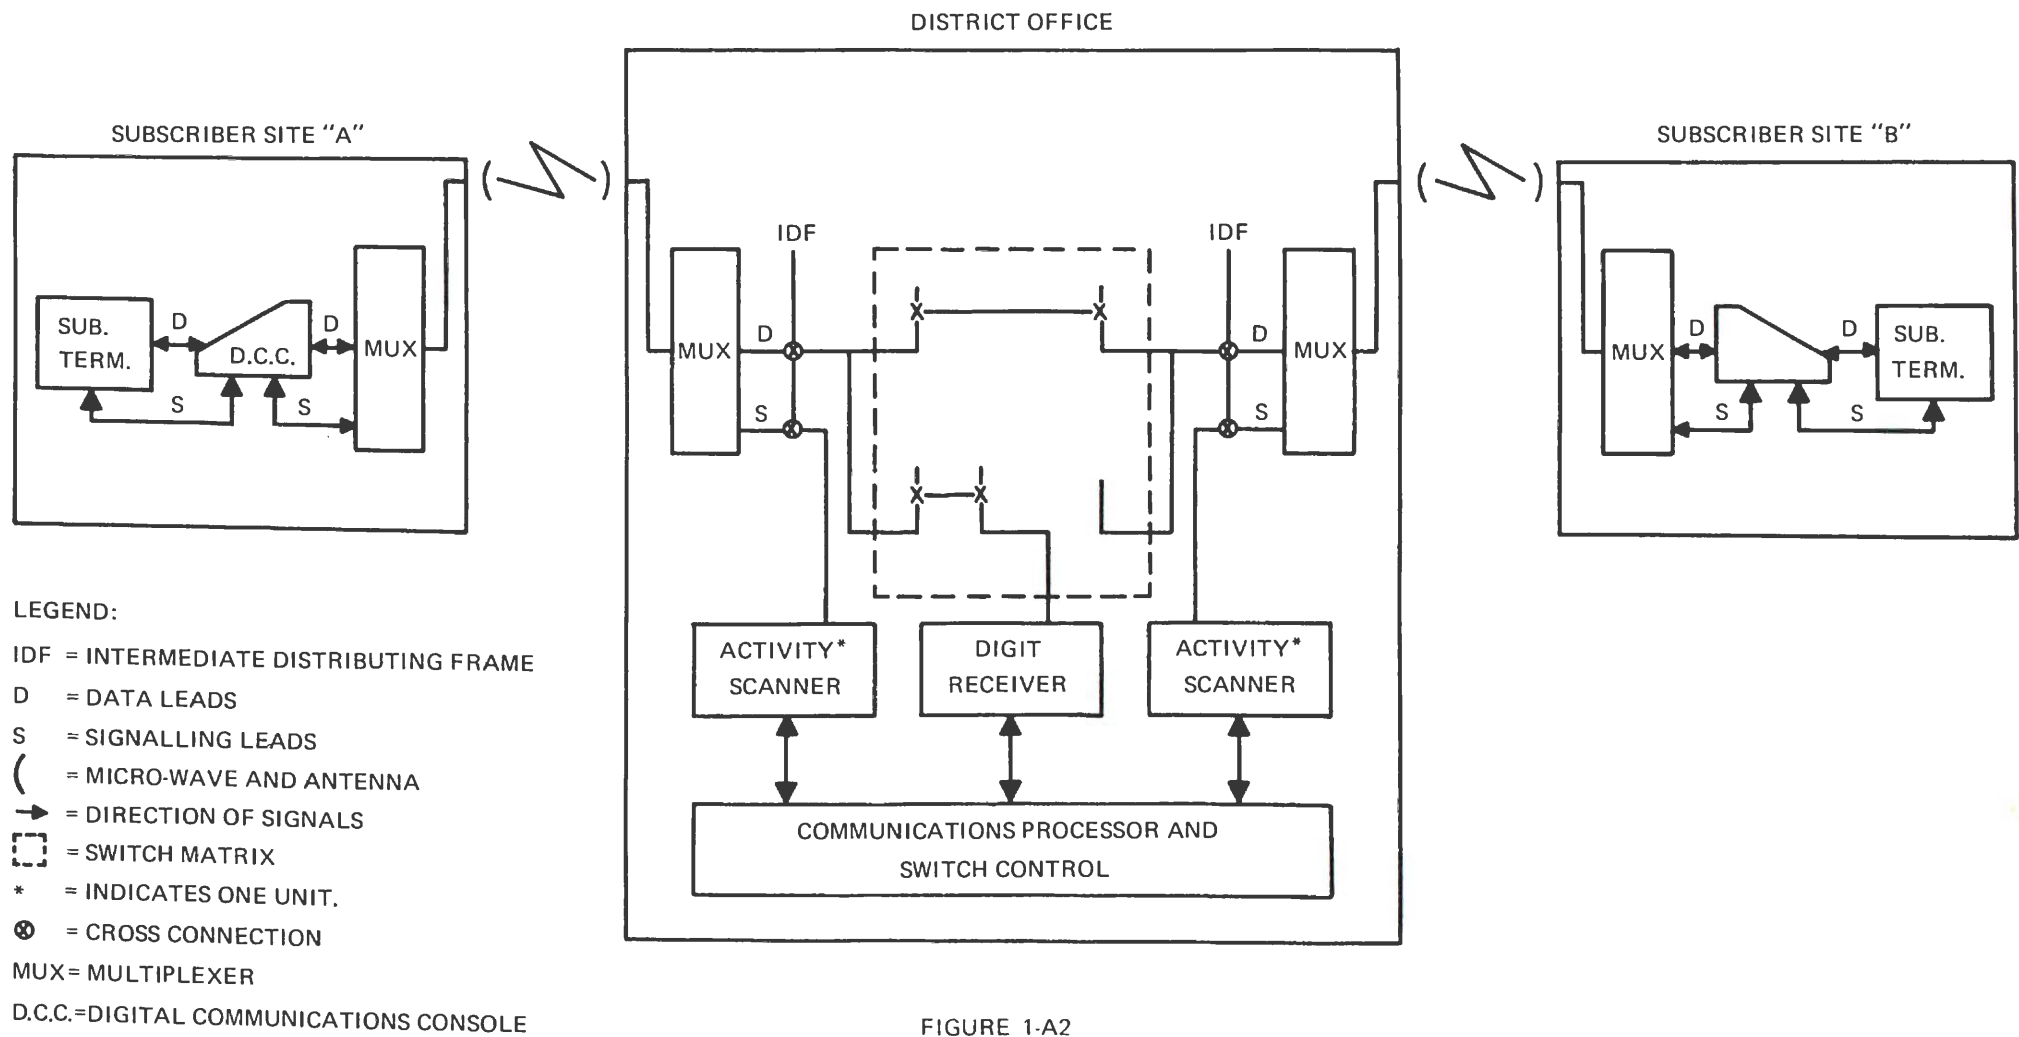 DISTRICT OFFICE
SUBSCRIBER SITE "A"
SUBSCRIBER SITE "B"
IDF
IDF
SUB.
TERM.
D
D.C.C.
D
MUX
S
S
MUX
D
S
D
S
MUX
MUX
D
D
SUB.
TERM.
S
S
ACTIVITY*
SCANNER
DIGIT
RECEIVER
ACTIVITY*
SCANNER
COMMUNICATIONS PROCESSOR AND
SWITCH CONTROL
LEGEND:
IDF = INTERMEDIATE DISTRIBUTING FRAME
D = DATA LEADS
S = SIGNALLING LEADS
( = MICRO-WAVE AND ANTENNA
= DIRECTION OF SIGNALS
= SWITCH MATRIX
* = INDICATES ONE UNIT.
= CROSS CONNECTION
MUX= MULTIPLEXER
D.C.C.=DIGITAL COMMUNICATIONS CONSOLE
FIGURE 1-A2